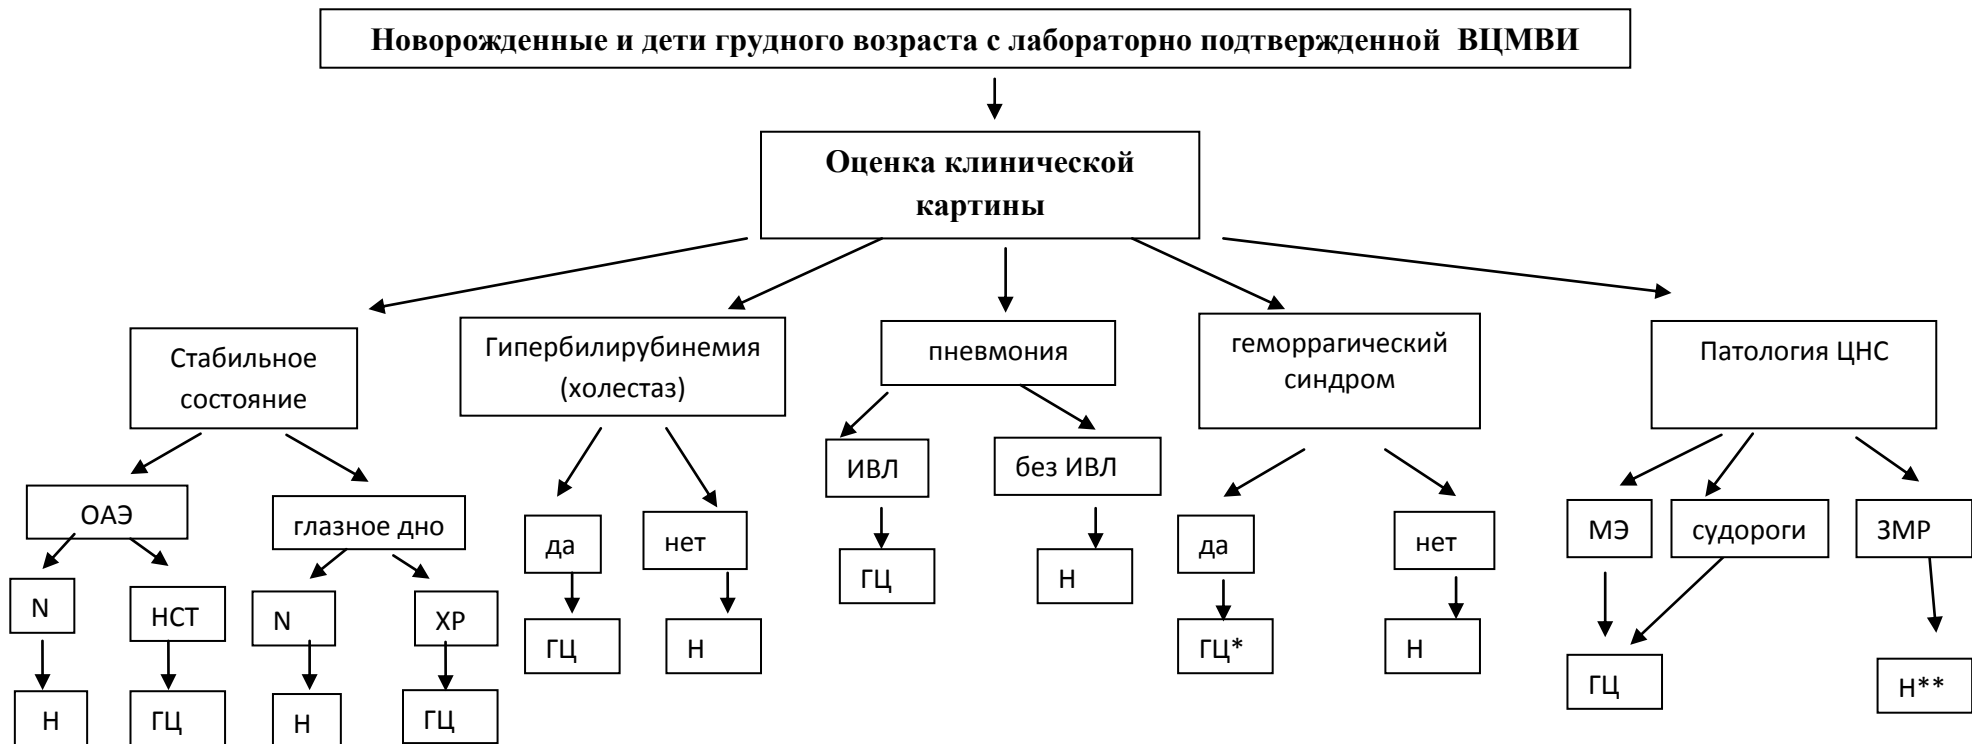 Новорожденные и дети грудного возраста с лабораторно подтвержденной ВЦМВИ
Оценка клинической
картины
Стабильное
состояние
Гипербилирубинемия
(холестаз)
пневмония
геморрагический
синдром
Патология ЦНС
ОАЭ
глазное дно
да
нет
ИВЛ
без ИВЛ
да
нет
МЭ
судороги
ЗМР
N
НСТ
N
ХР
ГЦ
Н
ГЦ
Н
ГЦ*
Н
ГЦ
Н**
Н
ГЦ
Н
ГЦ